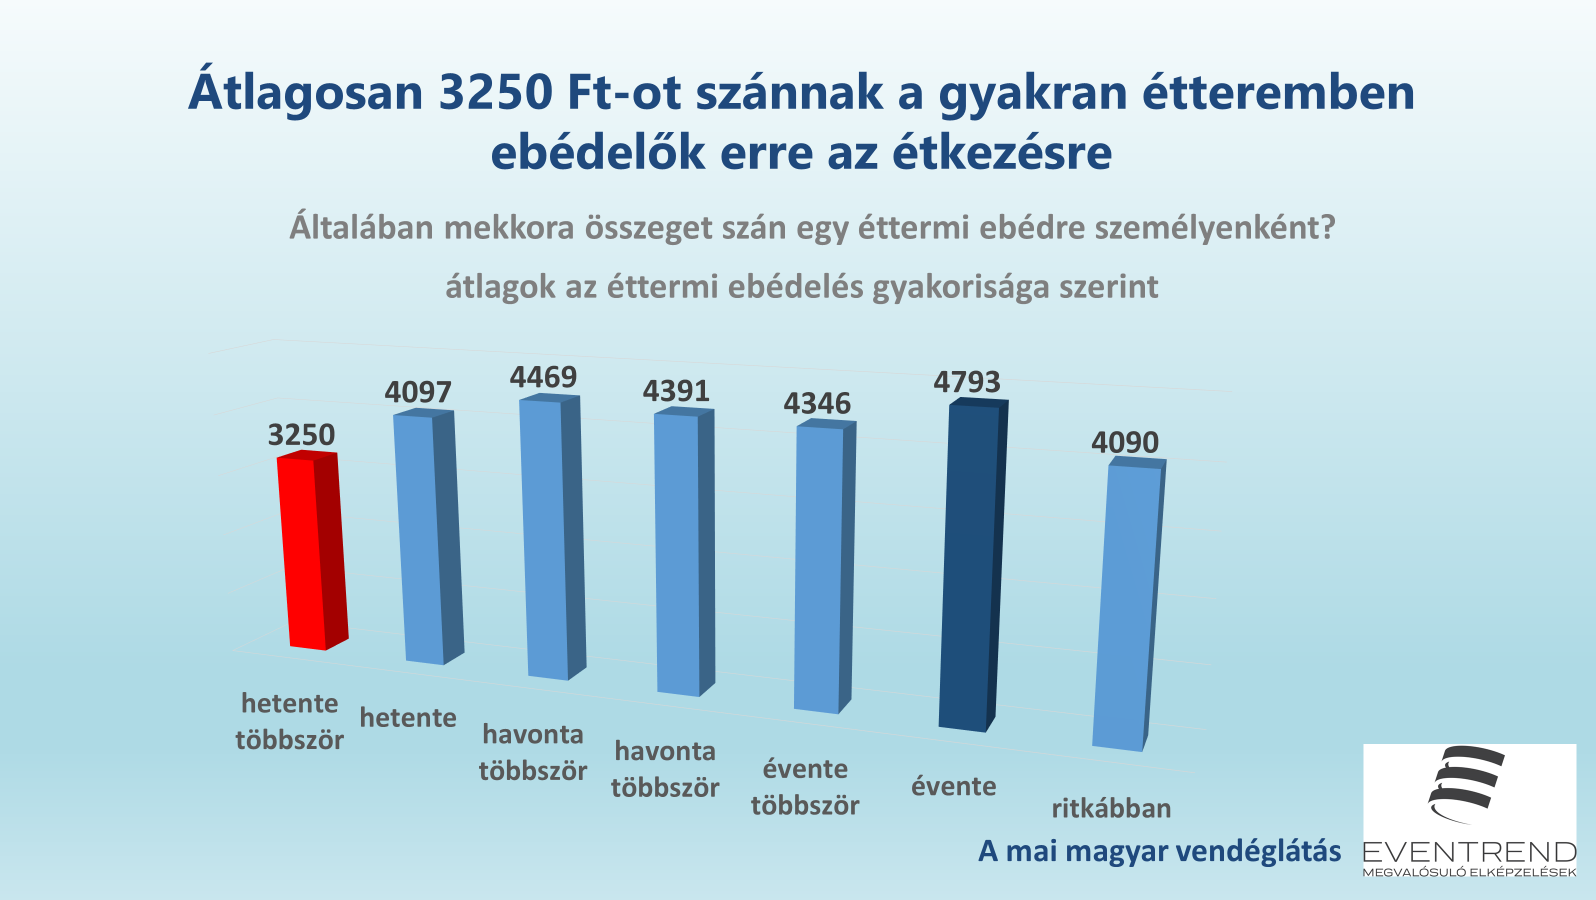 Átlagosan 3250 Ft-ot szánnak a gyakran étteremben
ebédelők erre az étkezésre
Általában mekkora összeget szán egy éttermi ebédre személyenként?
átlagok az éttermi ebédelés gyakorisága szerint
3250
4097
4469
4391
4346
4793
4090
hetente
többször
hetente
havonta
többször
havonta
többször
évente
többször
évente
ritkábban
A mai magyar vendéglátás
EVENTREND
MEGVALÓSULÓ ELKÉPZELÉSEK